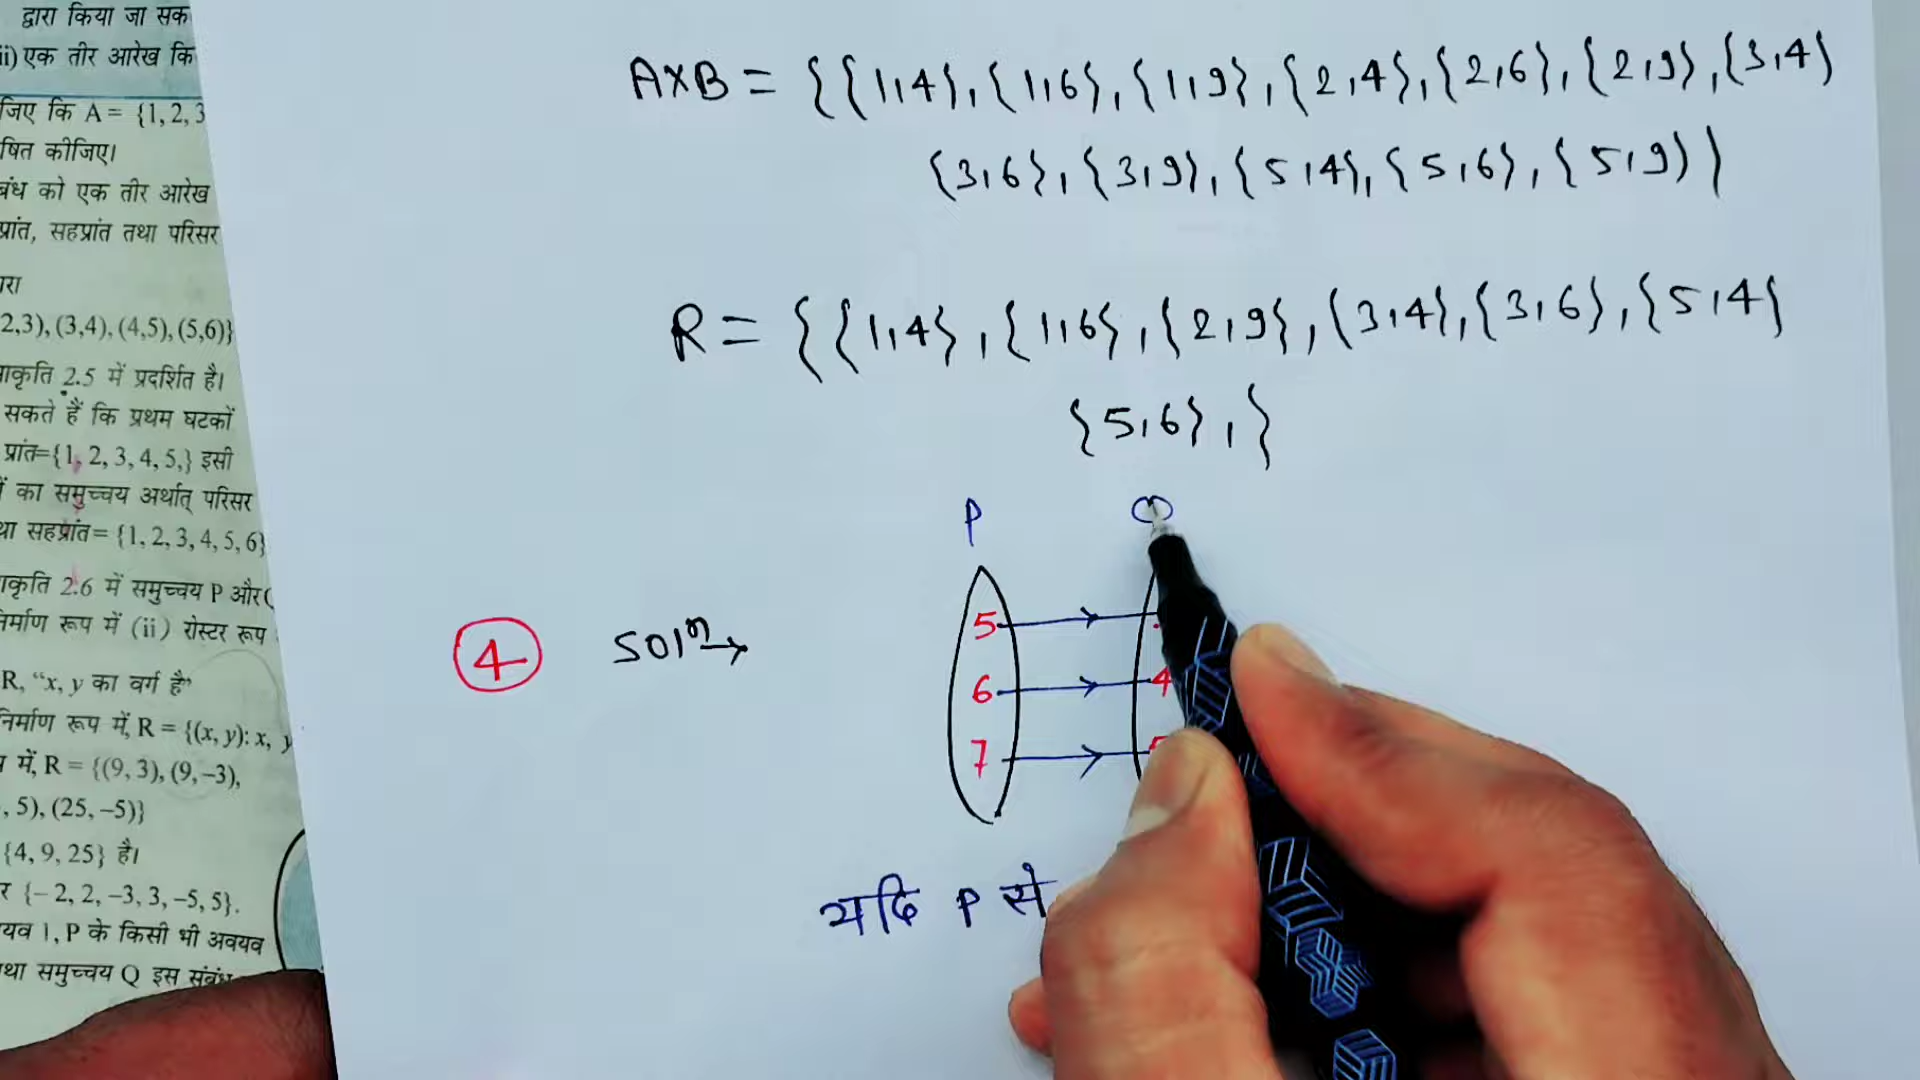 द्वारा किया जा सक
ii) एक तीर आरेख कि
जिए कि A = {1, 2, 3
षित कीजिए।
बंध को एक तीर आरेख
प्रांत, सहप्रांत तथा परिसर
रा
2,3), (3,4), (4,5), (5,6)}
ाकृति 2.5 में प्रदर्शित है।
सकते हैं कि प्रथम घटकों
प्रांत={1, 2, 3, 4, 5,} इसी
ं का समुच्चय अर्थात् परिसर
था सहप्रांत= {1, 2, 3, 4, 5, 6}
ाकृति 2.6 में समुच्चय P और
निर्माण रूप में (ii) रोस्टर रूप
R, “x, y का वर्ग है”
निर्माण रूप में, R = {(x, y): x, y
में, R = {(9, 3), (9, –3),
, 5), (25, –5)}
{4, 9, 25} है।
र {– 2, 2, –3, 3, –5, 5}.
यव 1, P के किसी भी अवयव
था समुच्चय Q इस संबंध
A×B = {{1,4},{1,6},{1,9},{2,4},{2,6},{2,9},{3,4)
{3,6},{3,9},{5,4},{5,6},{5,9)}
R = {{1,4},{1,6},{2,9},(3,4},{3,6},{5,4}
{5,6},}
P
4 Solⁿ→
5
6 4
7
यदि P से